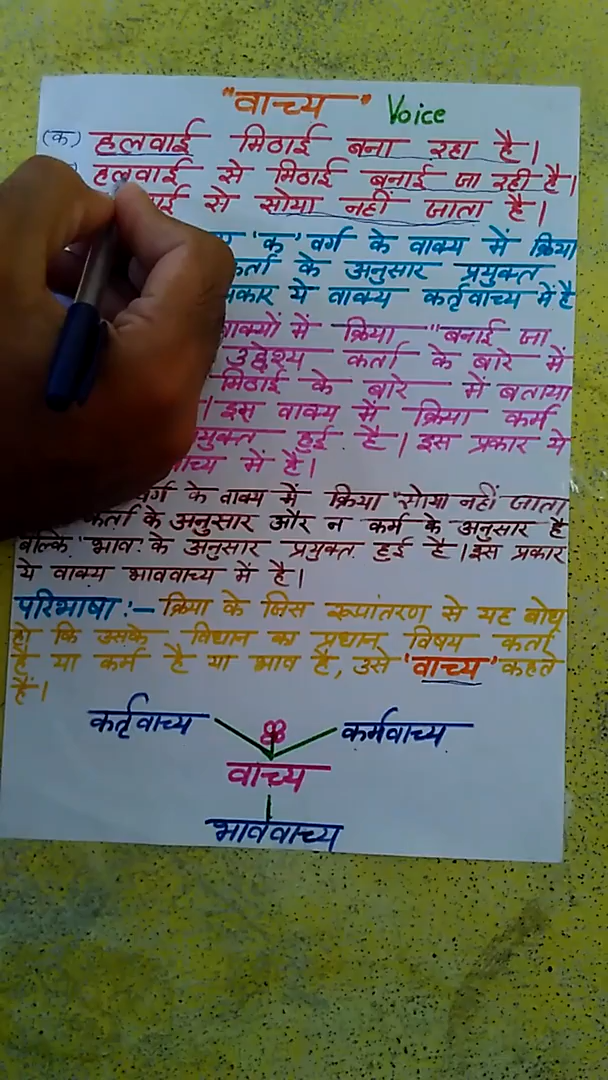 "वाच्य" Voice
(क) हलवाई मिठाई बना रहा है।
हलवाई से मिठाई बनाई जा रही है।
से सोया नहीं जाता है।
'क' वर्ग के वाक्य में क्रिया
कर्ता के अनुसार प्रयुक्त
ये वाक्य कर्तृवाच्य में है
वाक्यों में क्रिया "बनाई जा
उद्देश्य कर्ता के बारे में
मिठाई के बारे में बताया
। इस वाक्य में क्रिया कर्म
हुई है। इस प्रकार ये
में है।
वर्ग के वाक्य में क्रिया "सोया नहीं जाता
कर्ता के अनुसार और न कर्म के अनुसार है
बल्कि 'भाव' के अनुसार प्रयुक्त हुई है। इस प्रकार
ये वाक्य भाववाच्य में है।
परिभाषा :- क्रिया के जिस रूपांतरण से यह बोध
हो कि उसके विधान का प्रधान विषय कर्ता
है या कर्म है या भाव है, उसे 'वाच्य' कहते
हैं।
कर्तृवाच्य कर्मवाच्य
वाच्य
भाववाच्य